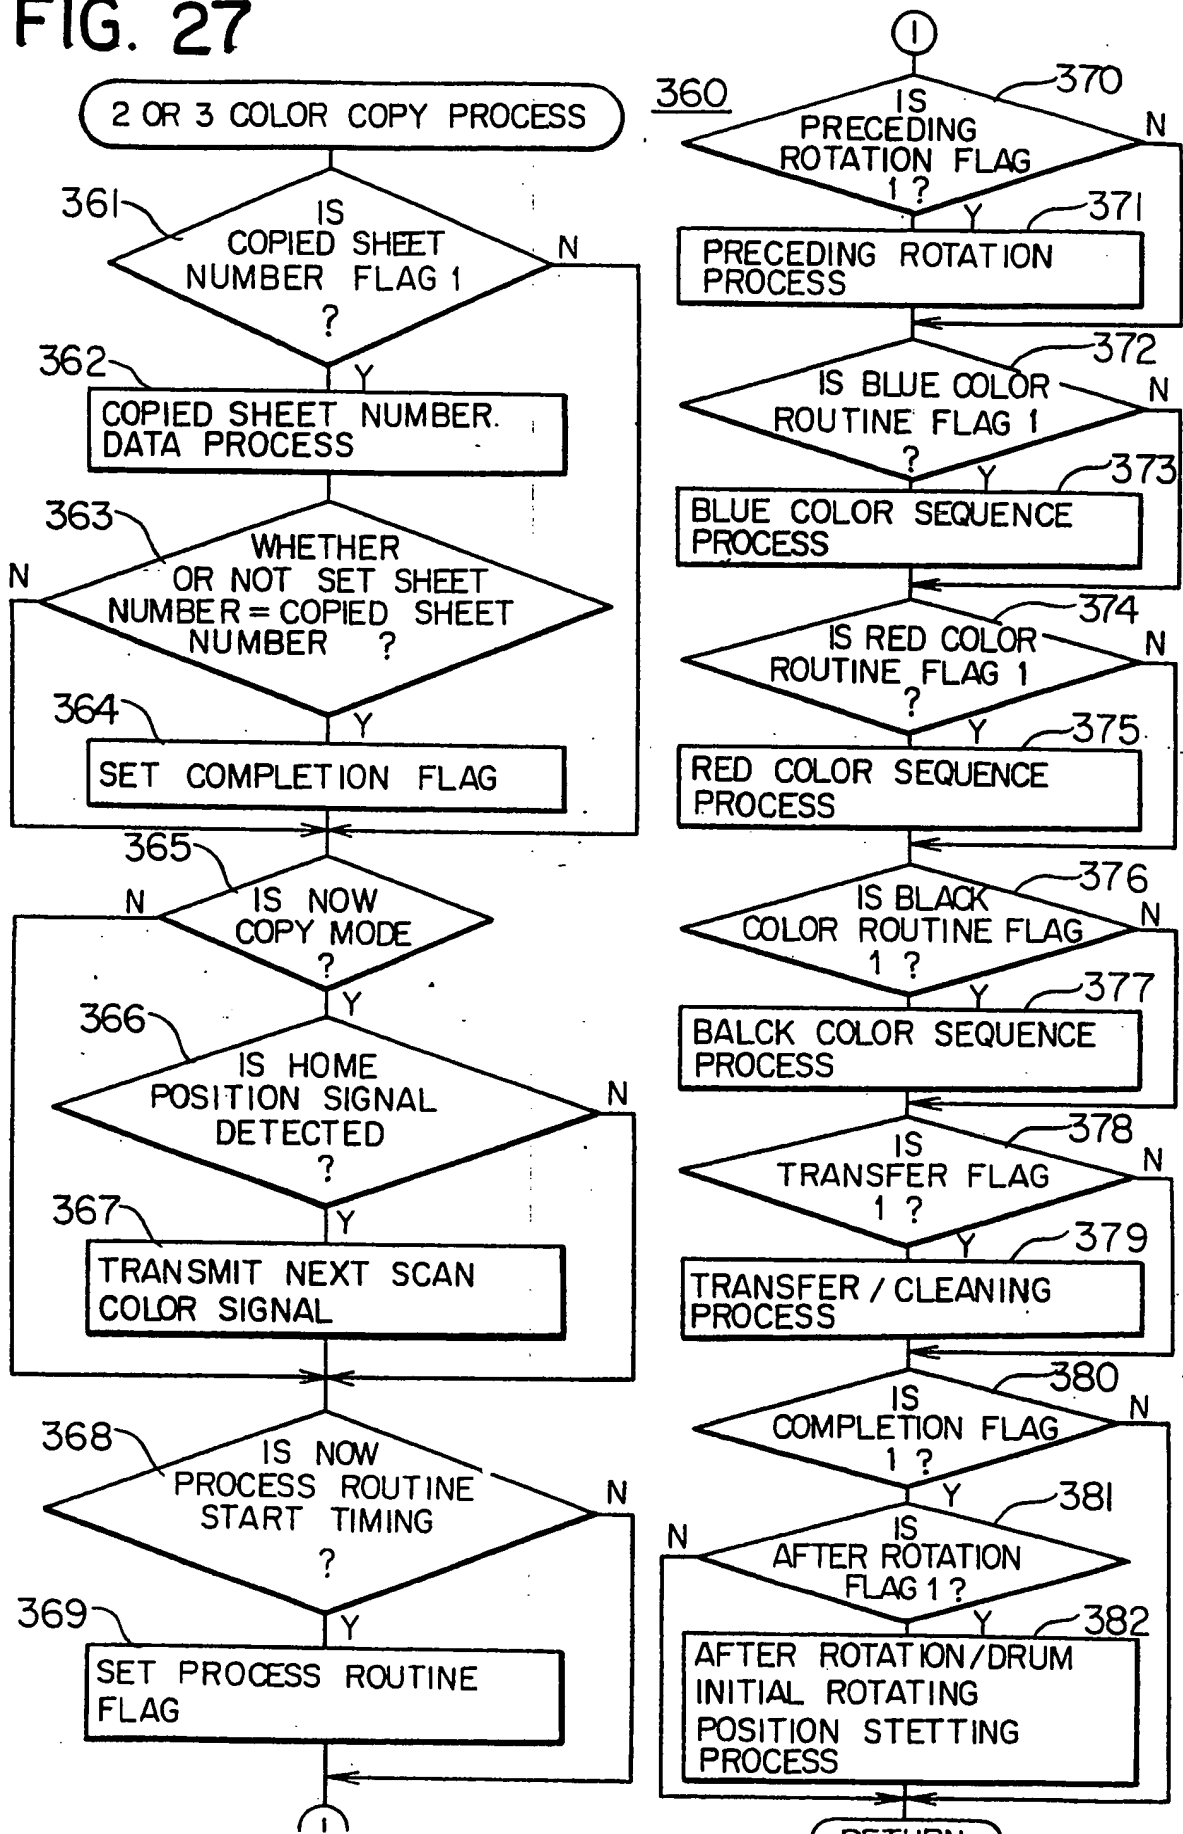 FIG. 27
2 OR 3 COLOR COPY PROCESS
361
IS
COPIED SHEET
NUMBER FLAG 1
?
N
Y
362
COPIED SHEET NUMBER.
DATA PROCESS
363
WHETHER
OR NOT SET SHEET
NUMBER = COPIED SHEET
NUMBER ?
N
Y
364
SET COMPLETION FLAG
365
IS NOW
COPY MODE
?
N
Y
366
IS HOME
POSITION SIGNAL
DETECTED
?
N
Y
367
TRANSMIT NEXT SCAN
COLOR SIGNAL
368
IS NOW
PROCESS ROUTINE
START TIMING
?
N
Y
369
SET PROCESS ROUTINE
FLAG
1
360
1
370
IS
PRECEDING
ROTATION FLAG
1 ?
N
Y
371
PRECEDING ROTATION
PROCESS
372
IS BLUE COLOR
ROUTINE FLAG 1
?
N
Y
373
BLUE COLOR SEQUENCE
PROCESS
374
IS RED COLOR
ROUTINE FLAG 1
?
N
Y
375
RED COLOR SEQUENCE
PROCESS
376
IS BLACK
COLOR ROUTINE FLAG
1 ?
N
Y
377
BALCK COLOR SEQUENCE
PROCESS
378
IS
TRANSFER FLAG
1 ?
N
Y
379
TRANSFER / CLEANING
PROCESS
380
IS
COMPLETION FLAG
1 ?
N
Y
381
IS
AFTER ROTATION
FLAG 1 ?
N
Y
382
AFTER ROTATION/DRUM
INITIAL ROTATING
POSITION STETTING
PROCESS
RETURN